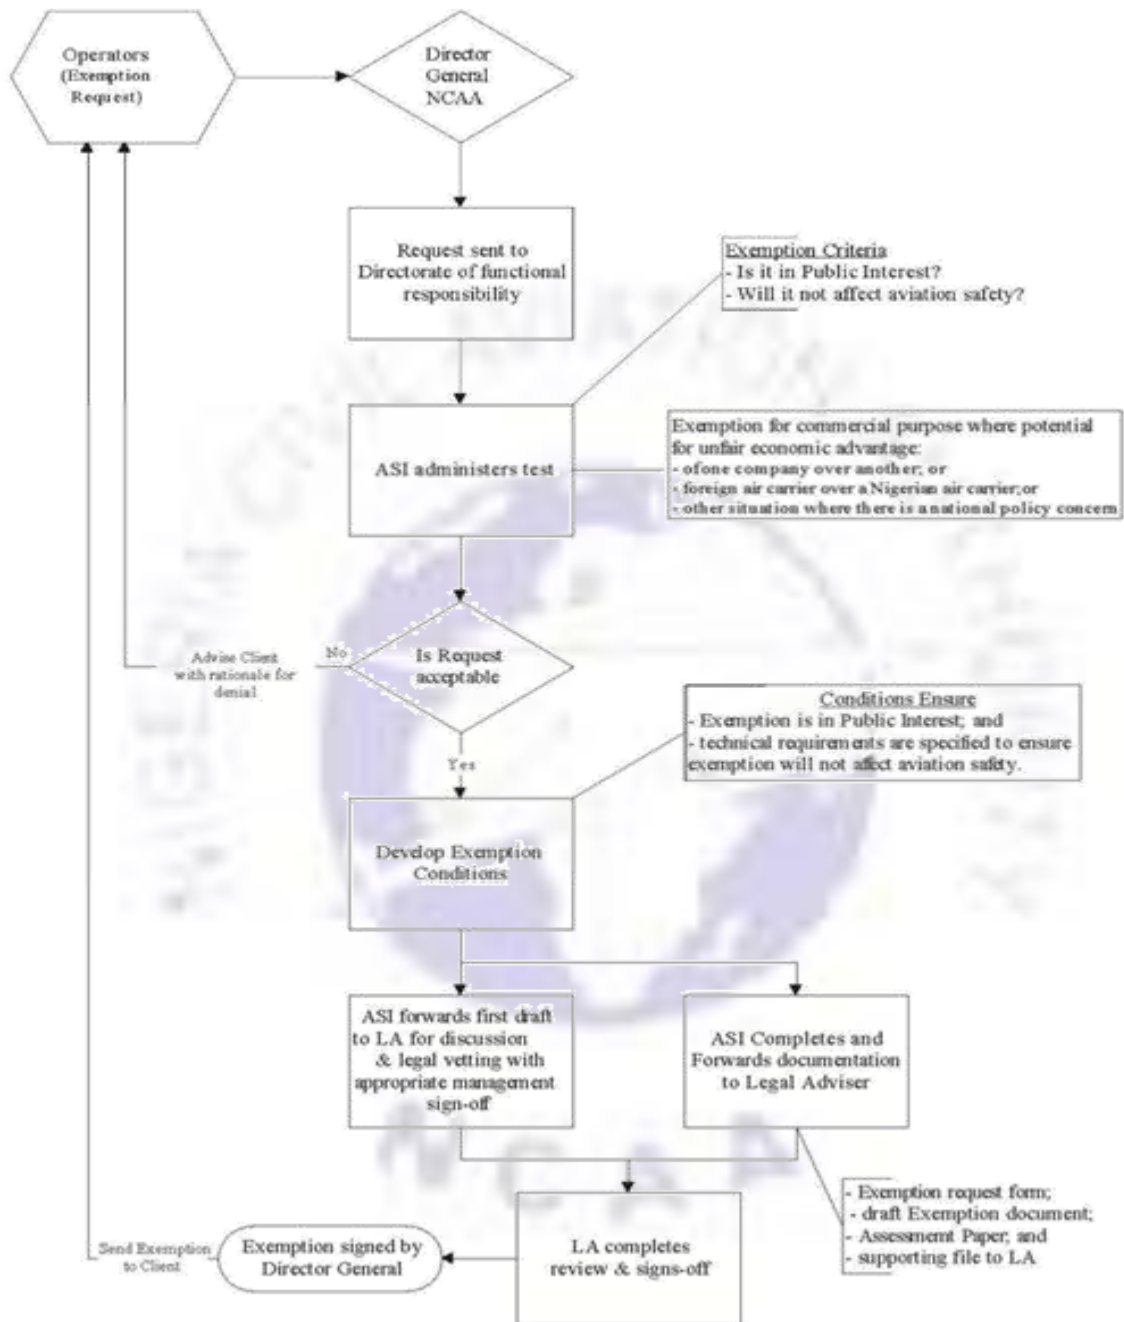 Operators
(Exemption
Request)
Director
General
NCAA
Request sent to
Directorate of functional
responsibility
Exemption Criteria
- Is it in Public Interest?
- Will it not affect aviation safety?
ASI administers test
Exemption for commercial purpose where potential
for unfair economic advantage:
- ofone company over another; or
- foreign air carrier over a Nigerian air carrier;or
- other situation where there is a national policy concern
Is Request
acceptable
No
Advise Client
with rationale for
denial
Yes
Conditions Ensure
- Exemption is in Public Interest; and
- technical requirements are specified to ensure
exemption will not affect aviation safety.
Develop Exemption
Conditions
ASI forwards first draft
to LA for discussion
& legal vetting with
appropriate management
sign-off
ASI Completes and
Forwards documentation
to Legal Adviser
- Exemption request form;
- draft Exemption document;
- Assessment Paper; and
- supporting file to LA
LA completes
review & signs-off
Exemption signed by
Director General
Send Exemption
to Client
NCAA